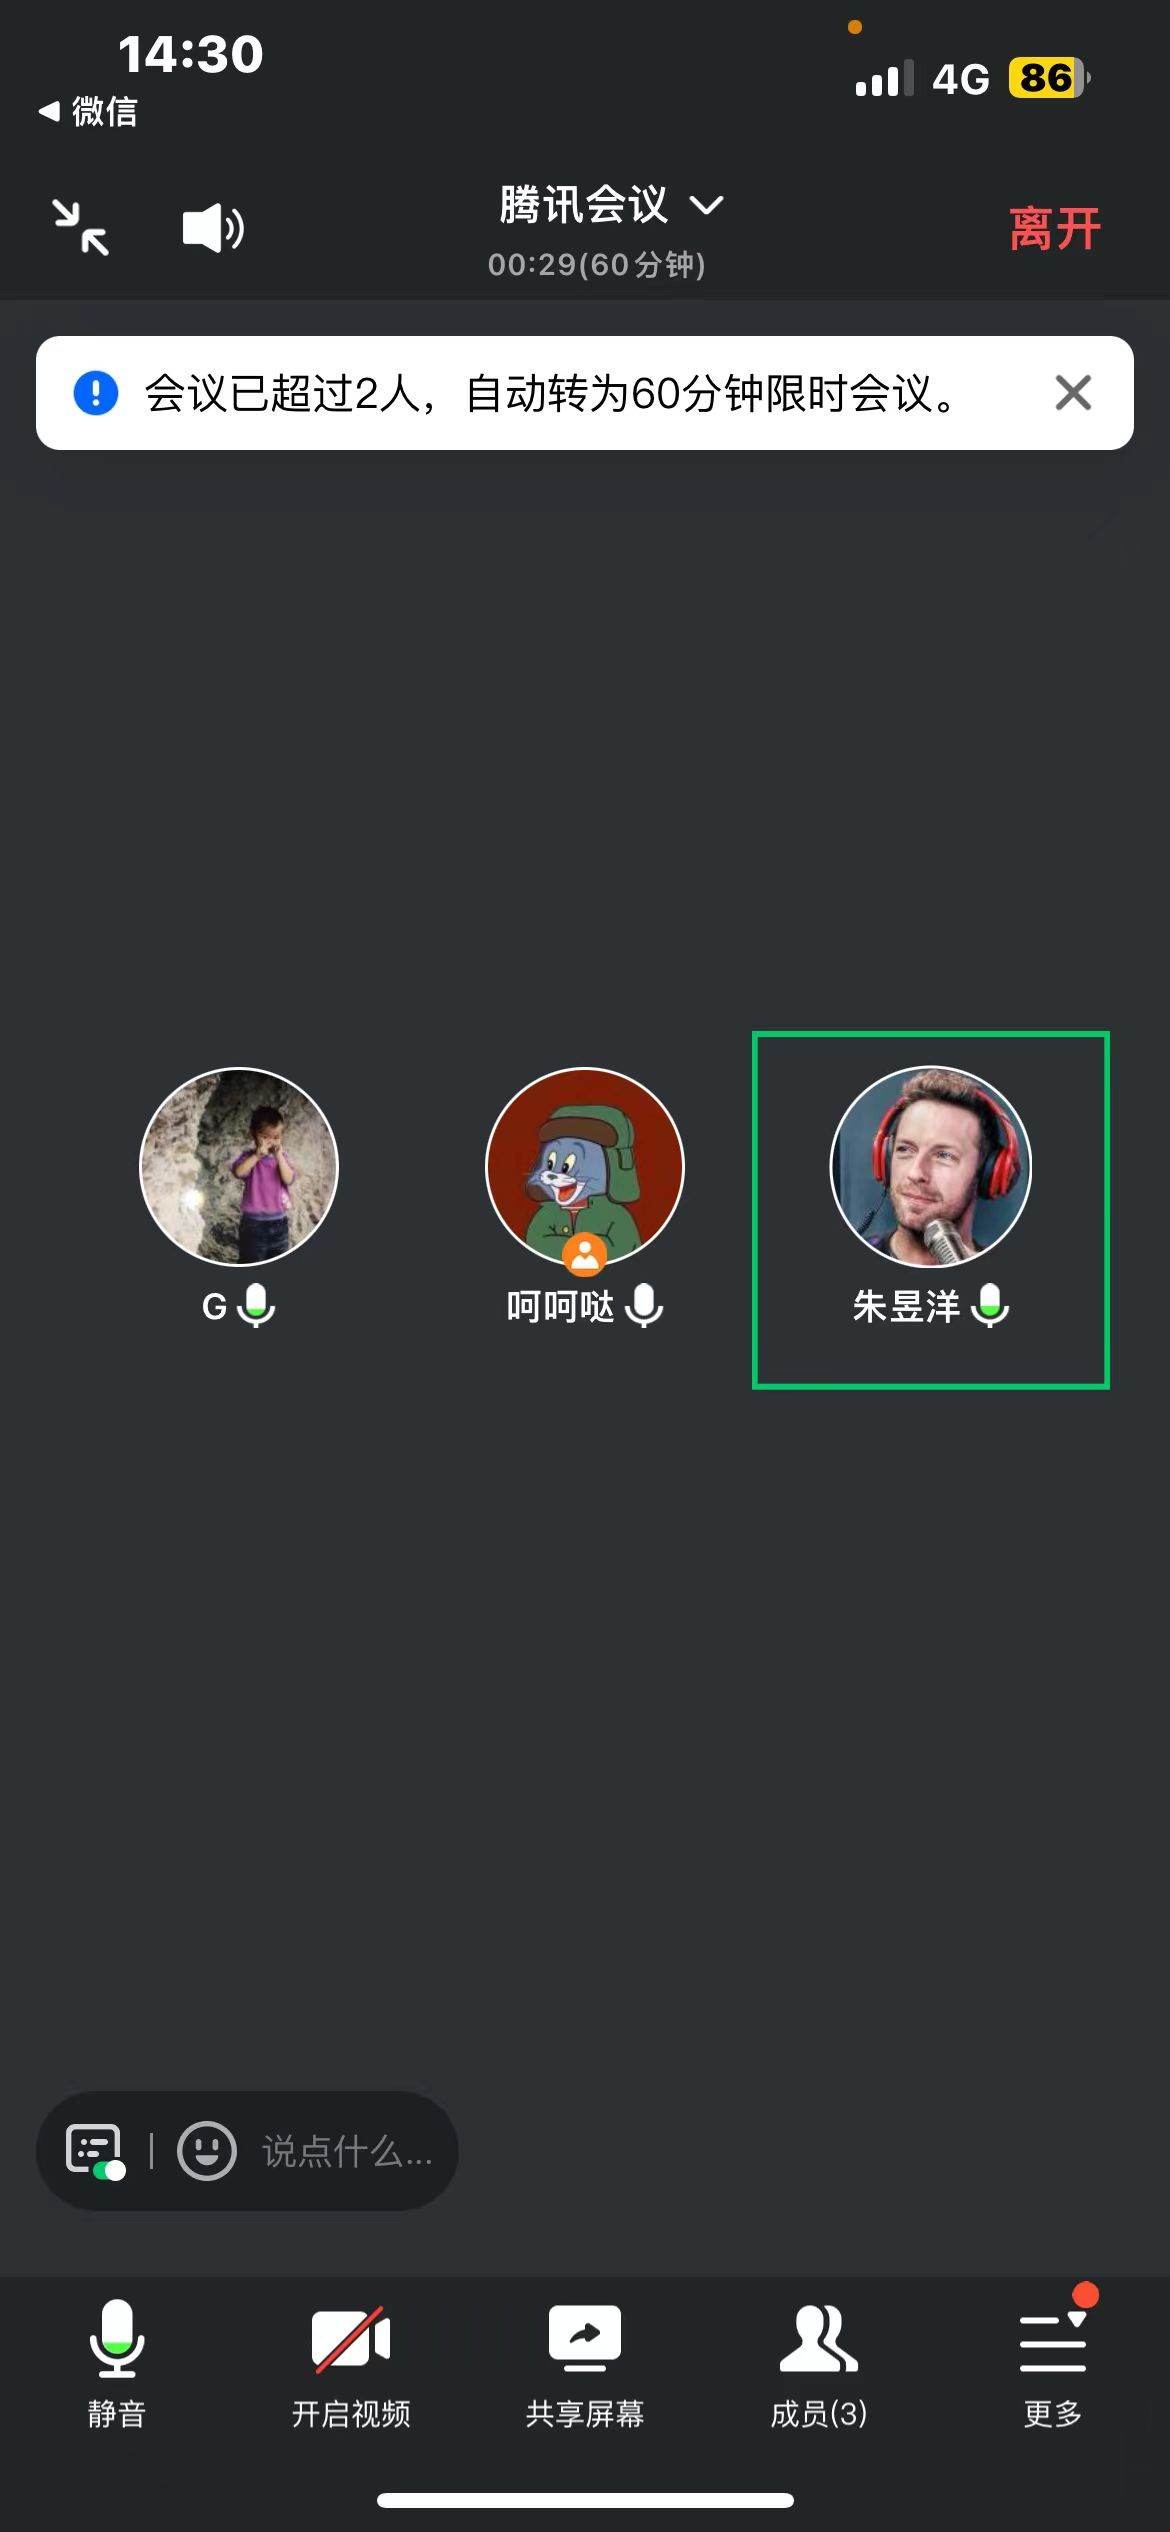 14:30
4G 86
微信
腾讯会议
离开
00:29(60分钟)
会议已超过2人，自动转为60分钟限时会议。
G
呵呵哒
朱昱洋
说点什么...
静音
开启视频
共享屏幕
成员(3)
更多